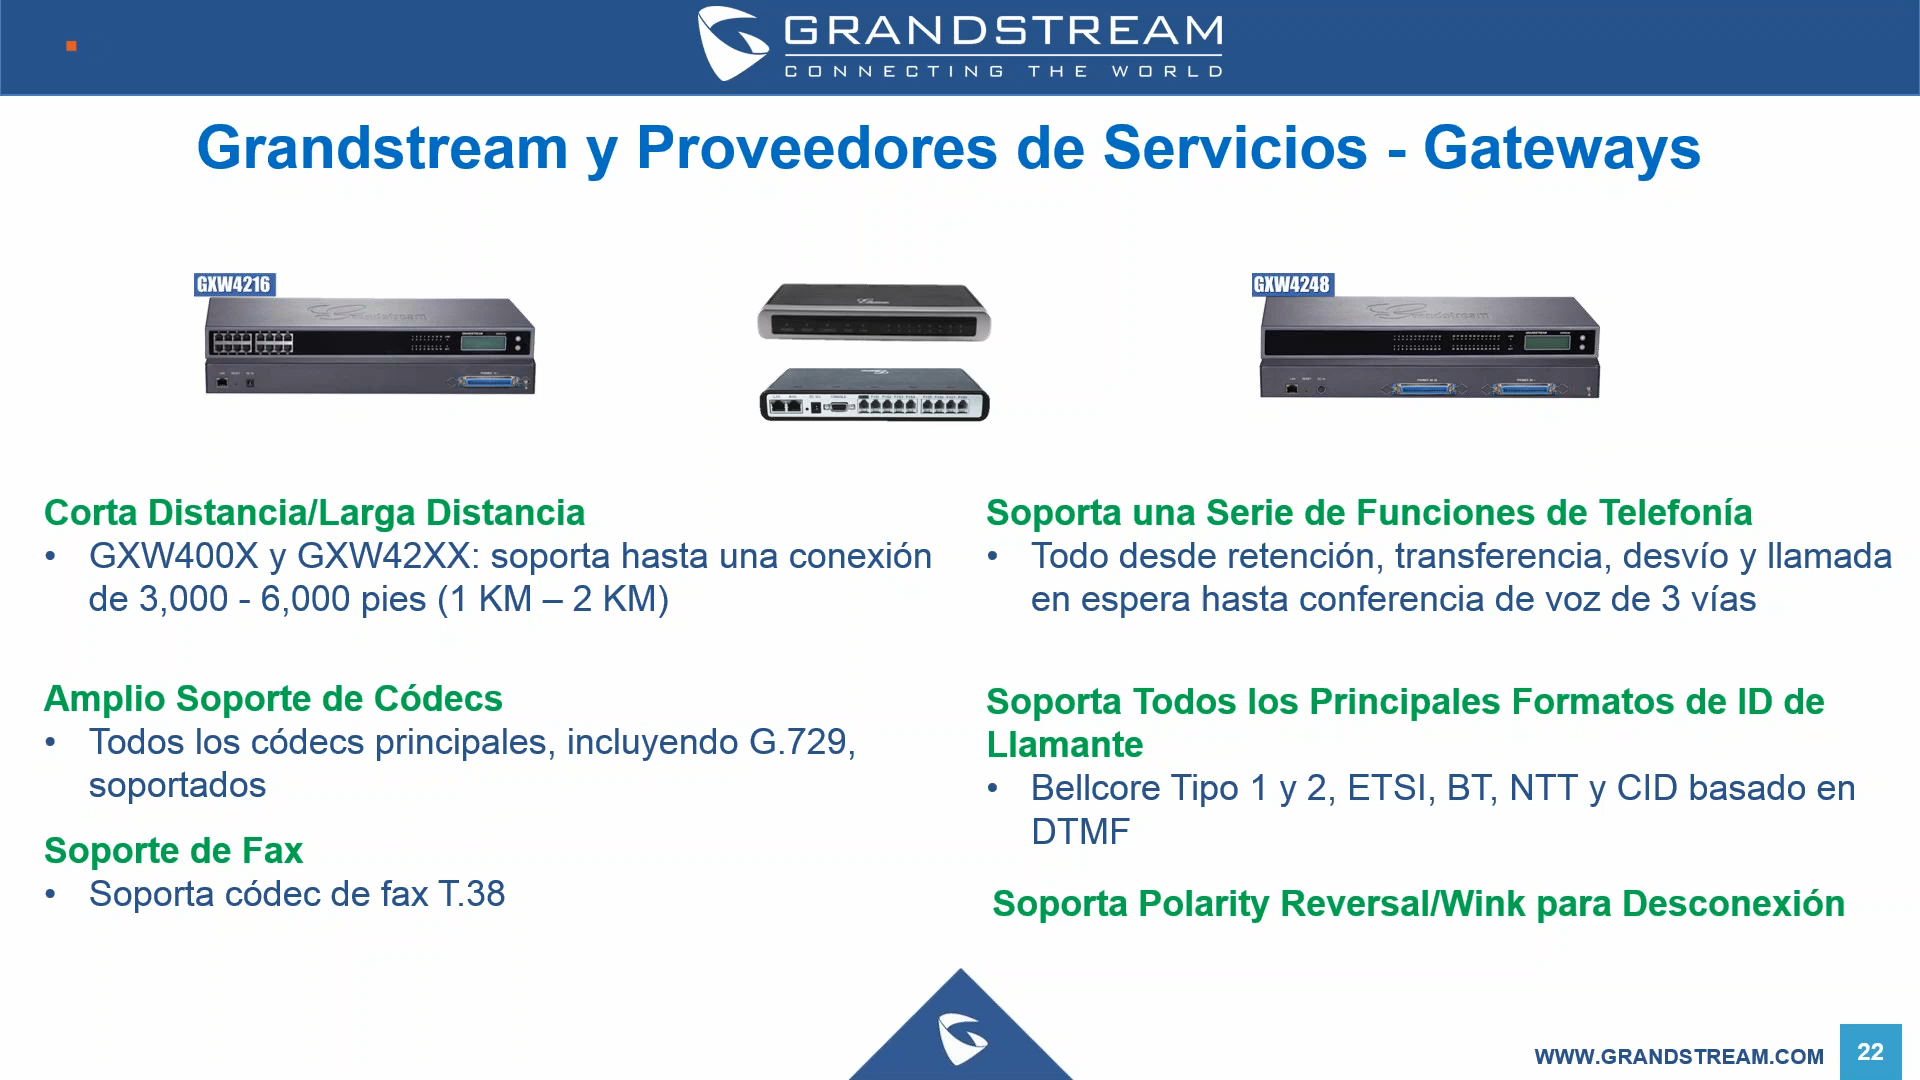 GRANDSTREAM
CONNECTING THE WORLD
Grandstream y Proveedores de Servicios - Gateways
GXW4216
GXW4248
Corta Distancia/Larga Distancia
• GXW400X y GXW42XX: soporta hasta una conexión
de 3,000 - 6,000 pies (1 KM – 2 KM)
Amplio Soporte de Códecs
• Todos los códecs principales, incluyendo G.729,
soportados
Soporte de Fax
• Soporta códec de fax T.38
Soporta una Serie de Funciones de Telefonía
• Todo desde retención, transferencia, desvío y llamada
en espera hasta conferencia de voz de 3 vías
Soporta Todos los Principales Formatos de ID de
Llamante
• Bellcore Tipo 1 y 2, ETSI, BT, NTT y CID basado en
DTMF
Soporta Polarity Reversal/Wink para Desconexión
WWW.GRANDSTREAM.COM
22